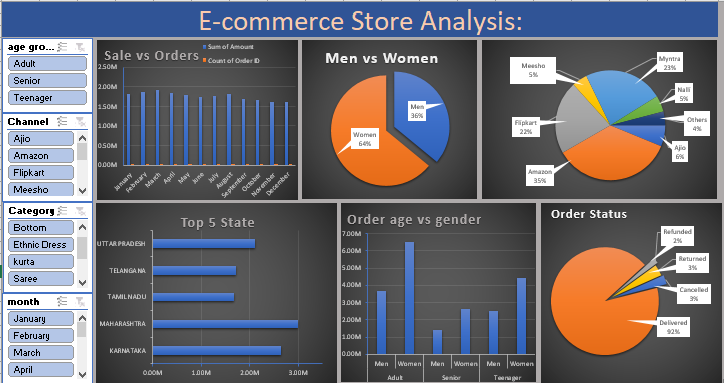 E-commerce Store Analysis:
age gro...
Adult
Senior
Teenager
Channel
Ajio
Amazon
Flipkart
Meesho
Category
Bottom
Ethnic Dress
kurta
Saree
month
January
February
March
April
Sale vs Orders
Sum of Amount
Count of Order ID
2.50M
2.00M
1.50M
1.00M
0.50M
0.00M
January
February
March
April
May
June
July
August
September
October
November
December
Men vs Women
Men
36%
Women
64%
Meesho
5%
Myntra
23%
Nalli
5%
Others
4%
Ajio
6%
Flipkart
22%
Amazon
35%
Top 5 State
UTTAR PRADESH
TELANGANA
TAMIL NADU
MAHARASHTRA
KARNATAKA
0.00M 1.00M 2.00M 3.00M
Order age vs gender
7.00M
6.00M
5.00M
4.00M
3.00M
2.00M
1.00M
0.00M
Men Women Men Women Men Women
Adult Senior Teenager
Order Status
Refunded
2%
Returned
3%
Cancelled
3%
Delivered
92%